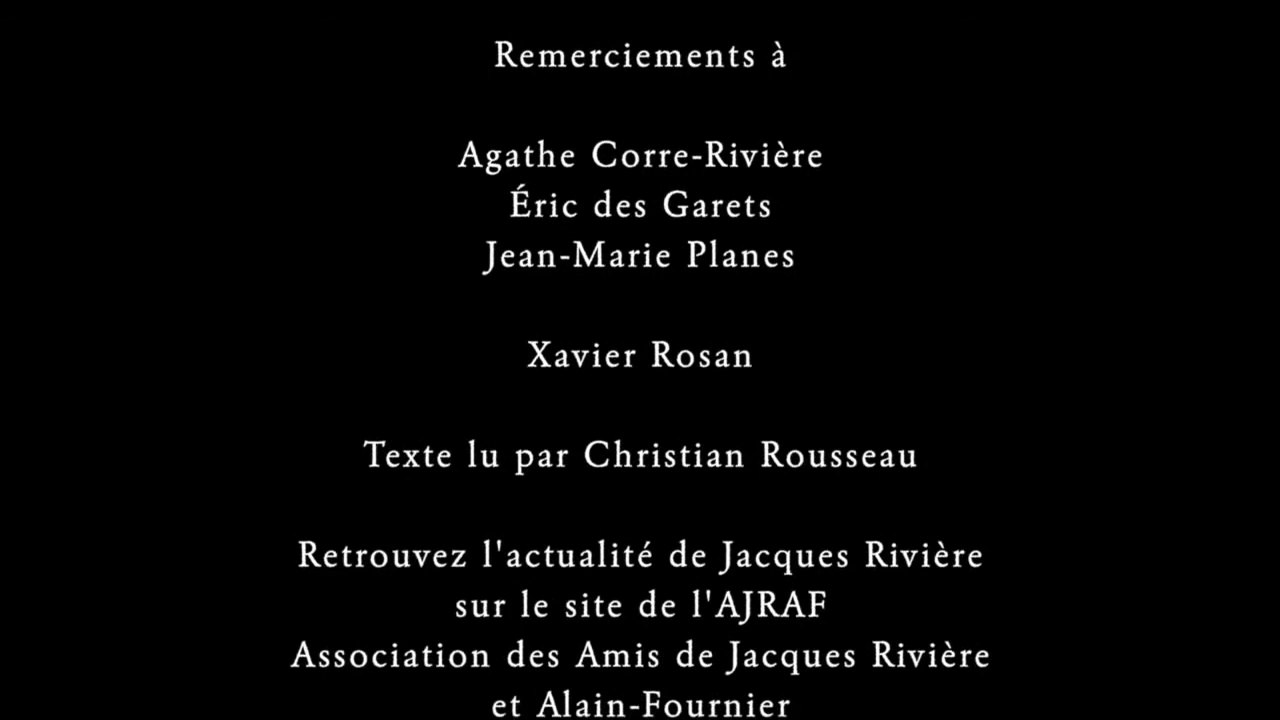 Remerciements à
Agathe Corre-Rivière
Éric des Garets
Jean-Marie Planes
Xavier Rosan
Texte lu par Christian Rousseau
Retrouvez l'actualité de Jacques Rivière
sur le site de l'AJRAF
Association des Amis de Jacques Rivière
et Alain-Fournier